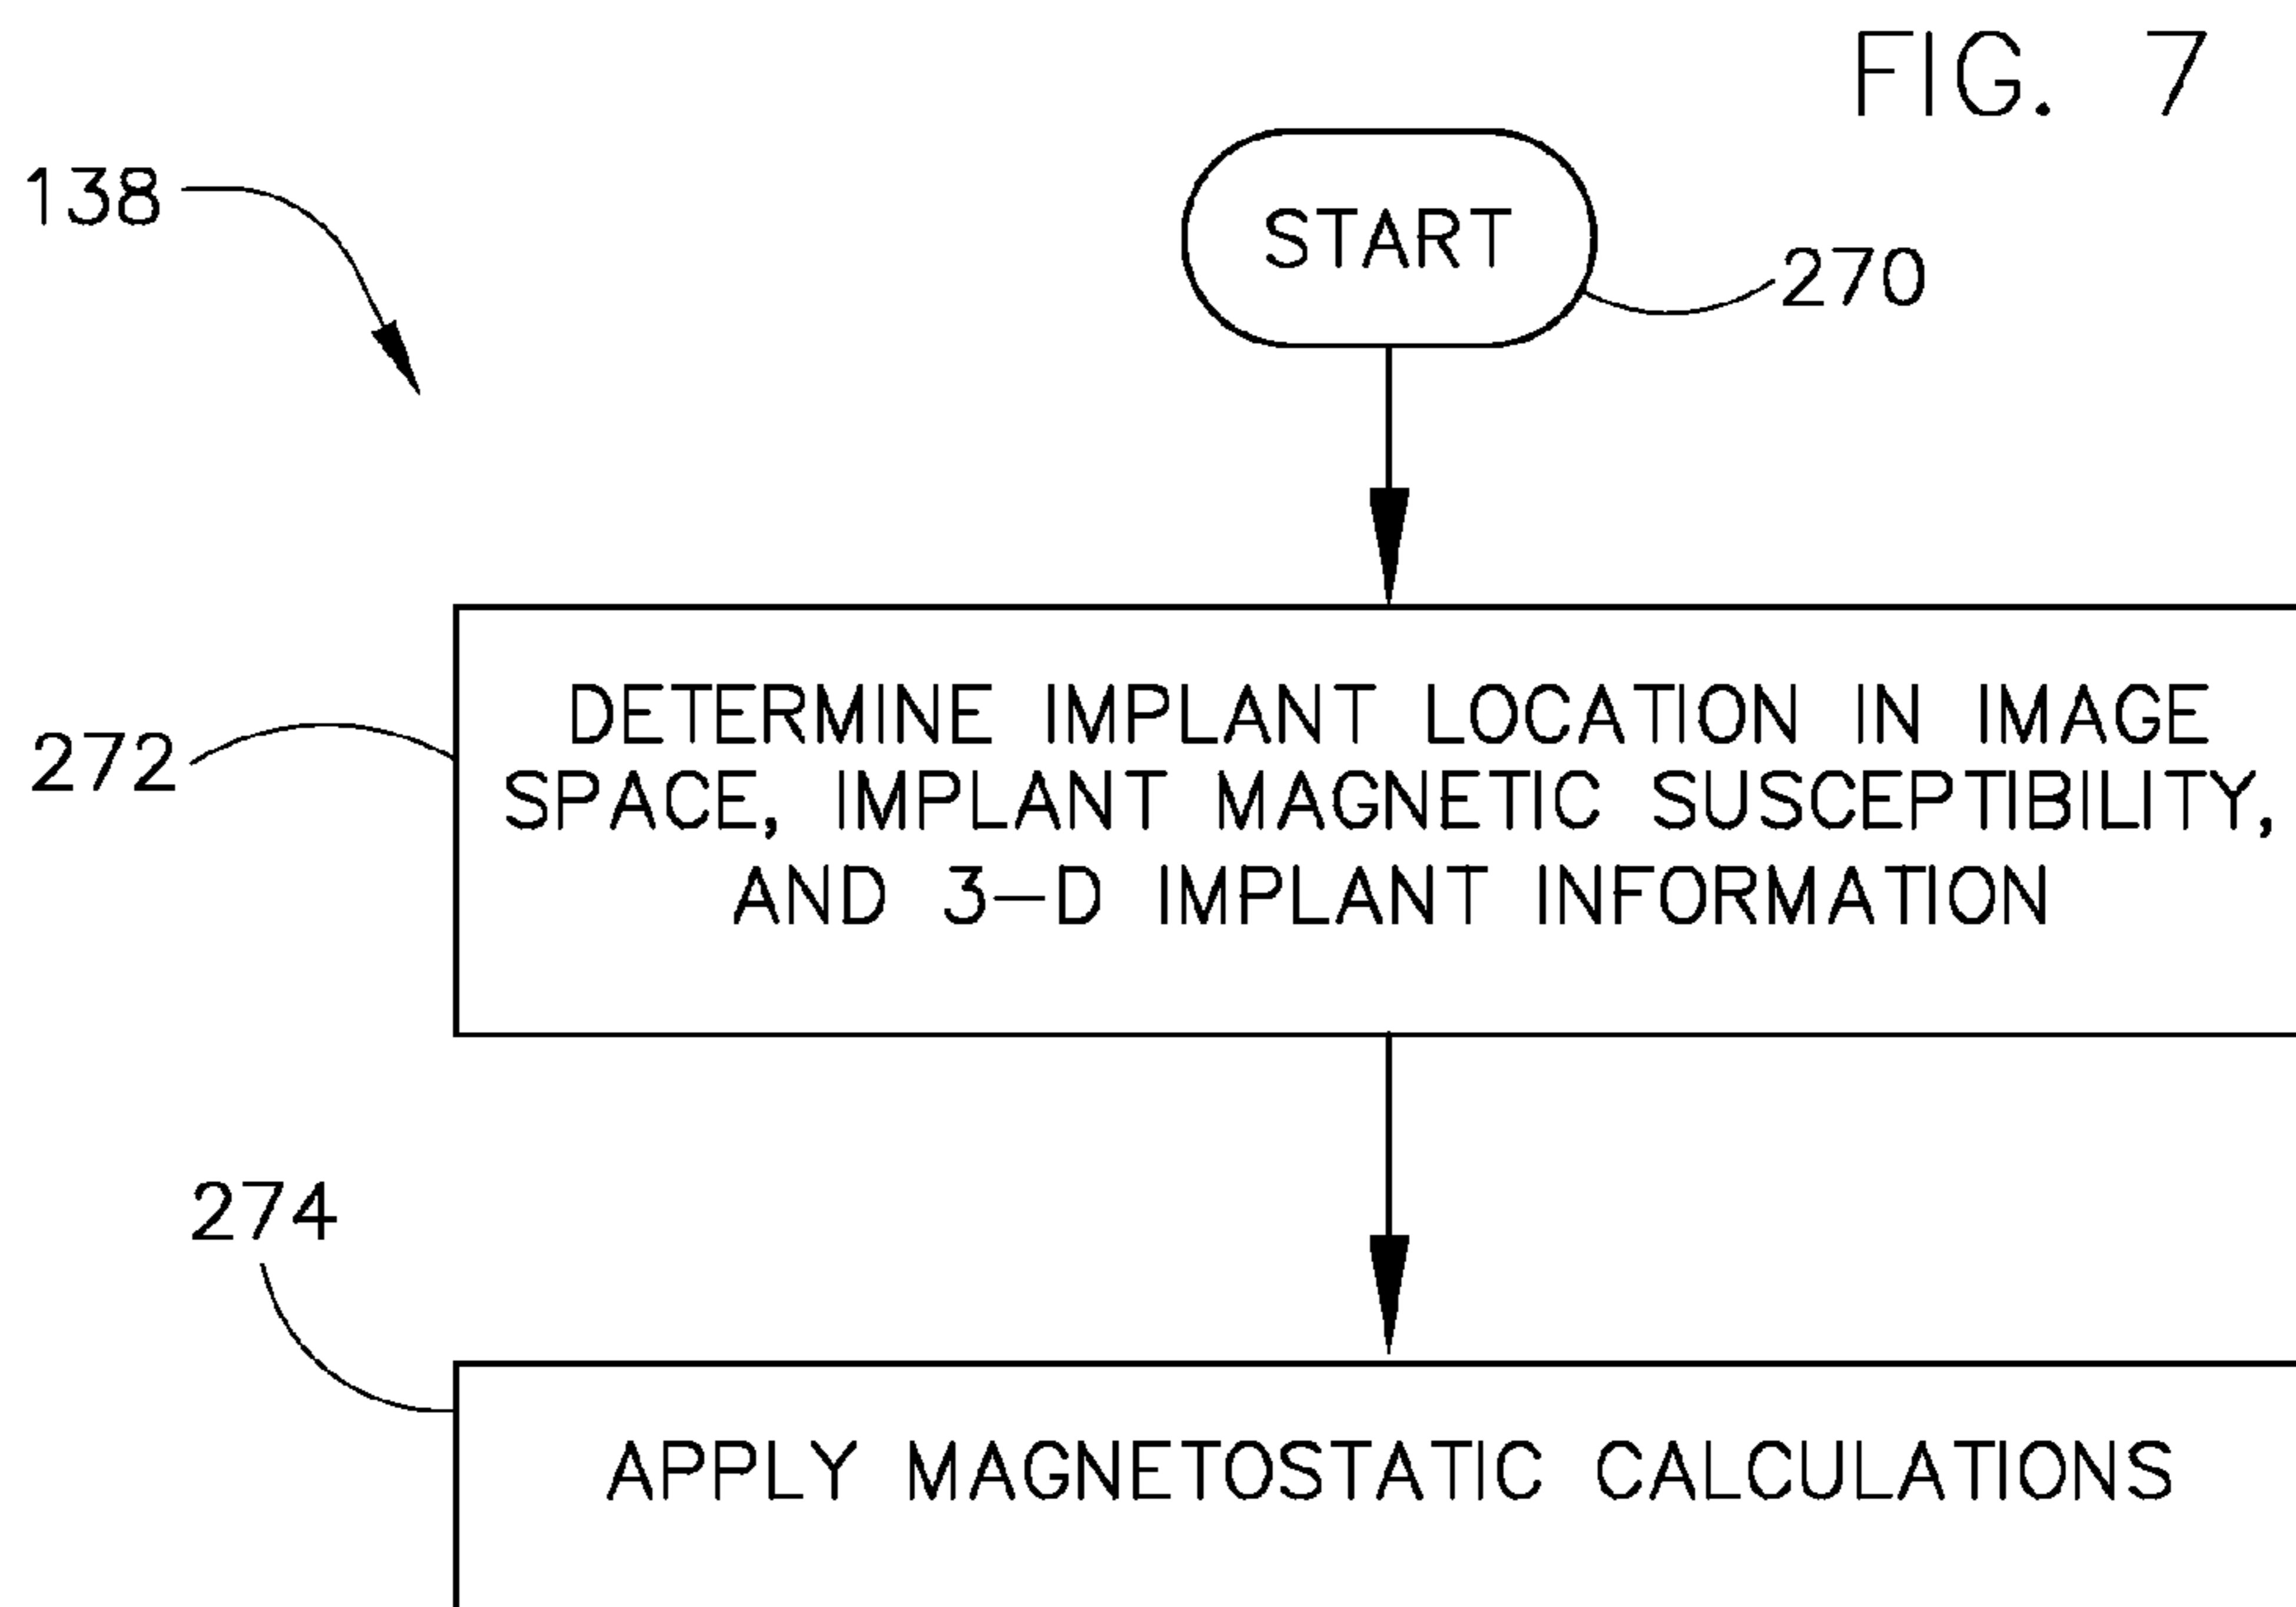 FIG. 7
138
START
270
272
DETERMINE IMPLANT LOCATION IN IMAGE
SPACE, IMPLANT MAGNETIC SUSCEPTIBILITY,
AND 3–D IMPLANT INFORMATION
274
APPLY MAGNETOSTATIC CALCULATIONS